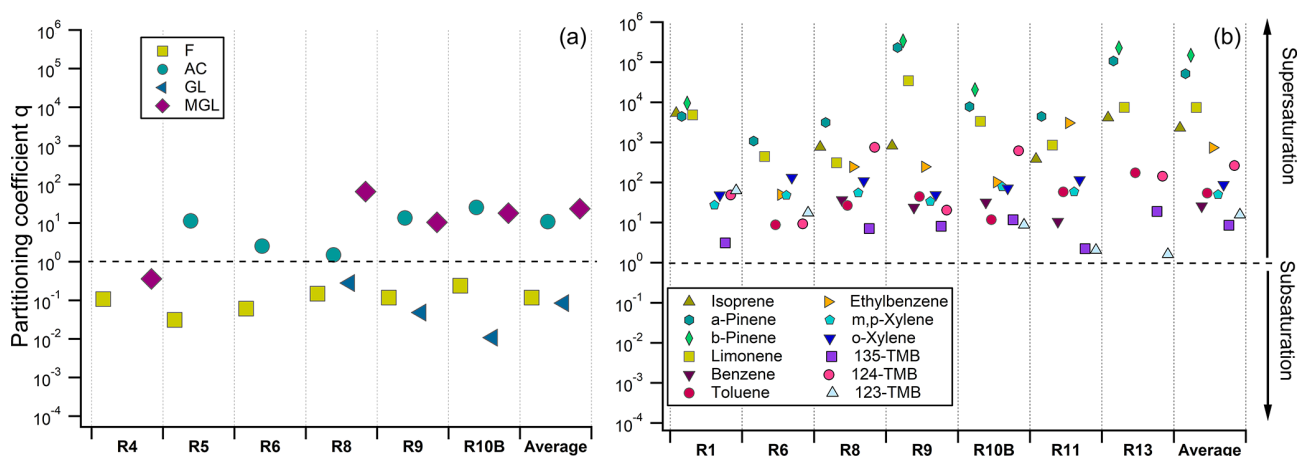 (a)
Partitioning coefficient q
10^6
10^5
10^4
10^3
10^2
10^1
10^0
10^-1
10^-2
10^-3
10^-4
F
AC
GL
MGL
R4 R5 R6 R8 R9 R10B Average
(b)
10^6
10^5
10^4
10^3
10^2
10^1
10^0
10^-1
10^-2
10^-3
10^-4
Isoprene
a-Pinene
b-Pinene
Limonene
Benzene
Toluene
Ethylbenzene
m,p-Xylene
o-Xylene
135-TMB
124-TMB
123-TMB
R1 R6 R8 R9 R10B R11 R13 Average
Supersaturation
Subsaturation